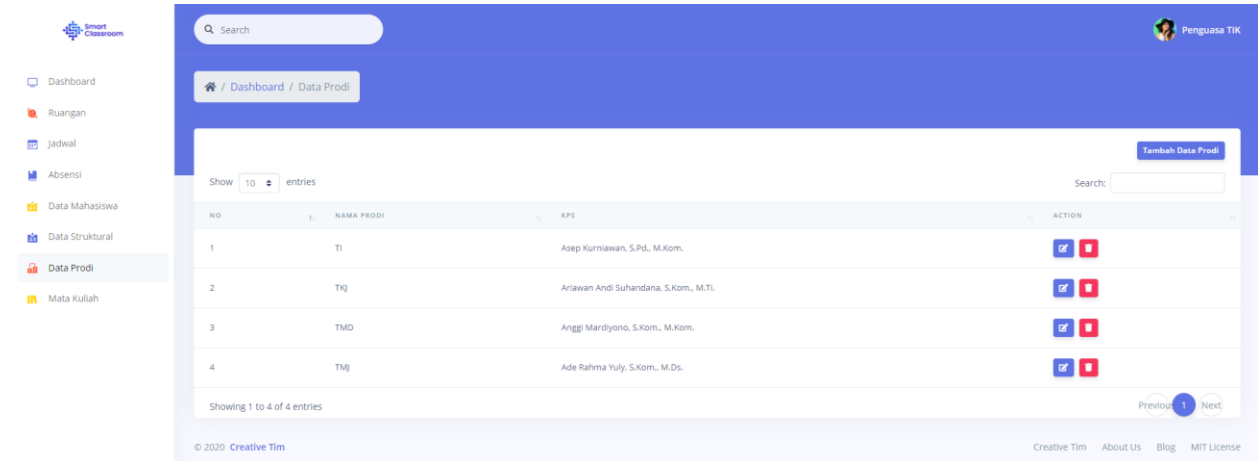 Smart Classroom
Search
Penguasa TIK
Dashboard
Ruangan
Jadwal
Absensi
Data Mahasiswa
Data Struktural
Data Prodi
Mata Kuliah
/ Dashboard / Data Prodi
Tambah Data Prodi
Show 10 entries
Search:
NO NAMA PRODI KPS ACTION
1 TI Asep Kurniawan, S.Pd., M.Kom.
2 TKJ Ariawan Andi Suhandana, S.Kom., M.Ti.
3 TMD Anggi Mardiyono, S.Kom., M.Kom.
4 TMJ Ade Rahma Yuly, S.Kom., M.Ds.
Showing 1 to 4 of 4 entries
Previous 1 Next
© 2020 Creative Tim
Creative Tim About Us Blog MIT License